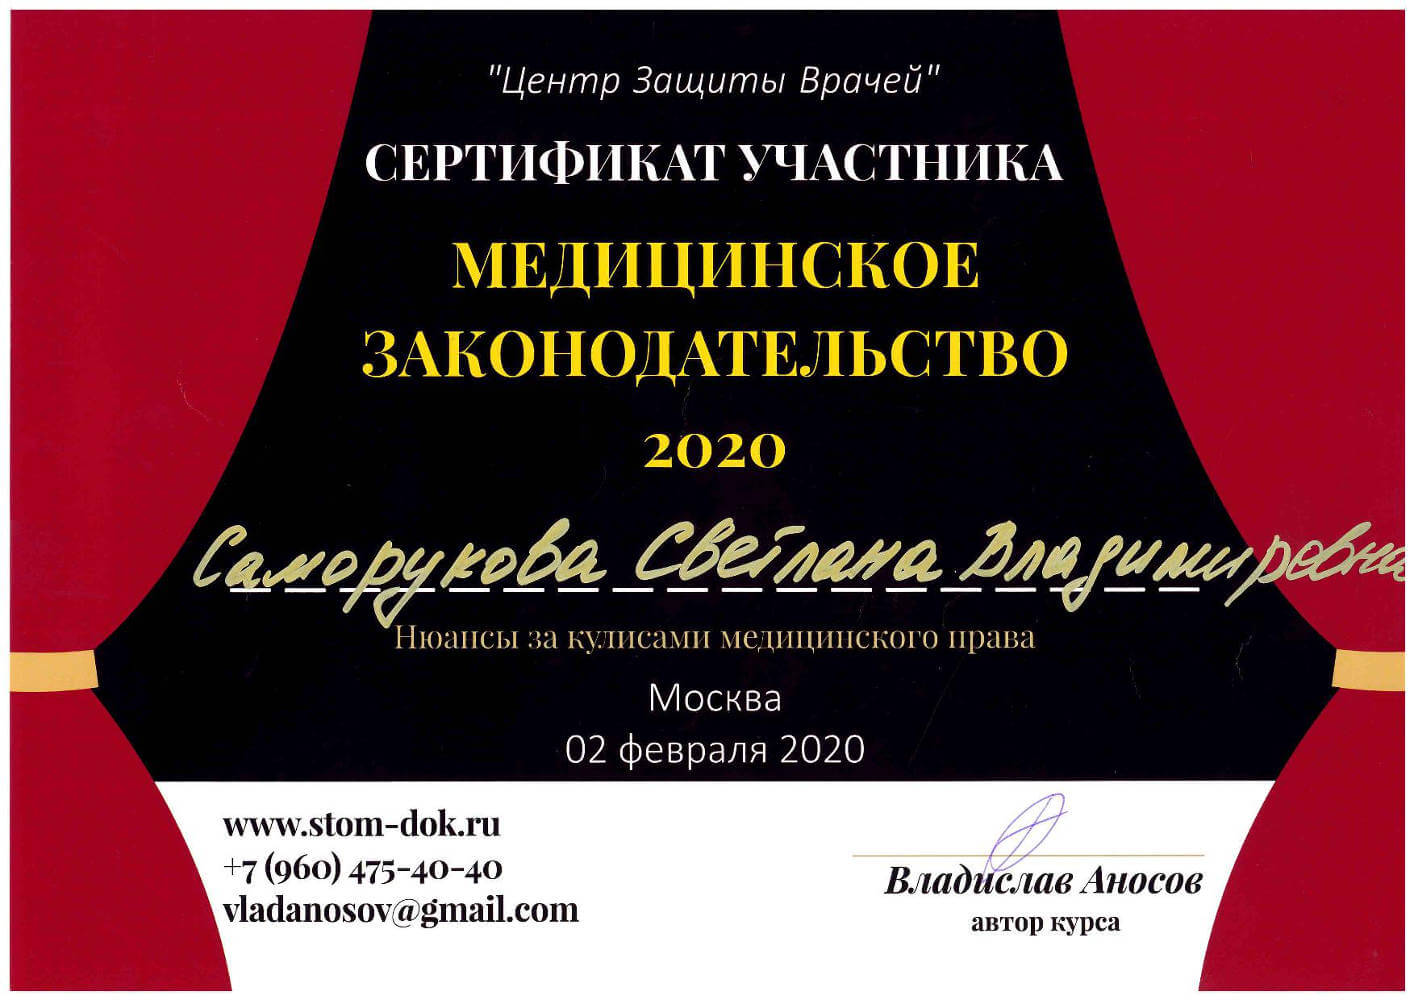 "Центр Защиты Врачей"
СЕРТИФИКАТ УЧАСТНИКА
МЕДИЦИНСКОЕ
ЗАКОНОДАТЕЛЬСТВО
2020
Саморукова Светлана Владимировна
Нюансы за кулисами медицинского права
Москва
02 февраля 2020
www.stom-dok.ru
+7 (960) 475-40-40
vladanosov@gmail.com
Владислав Аносов
автор курса